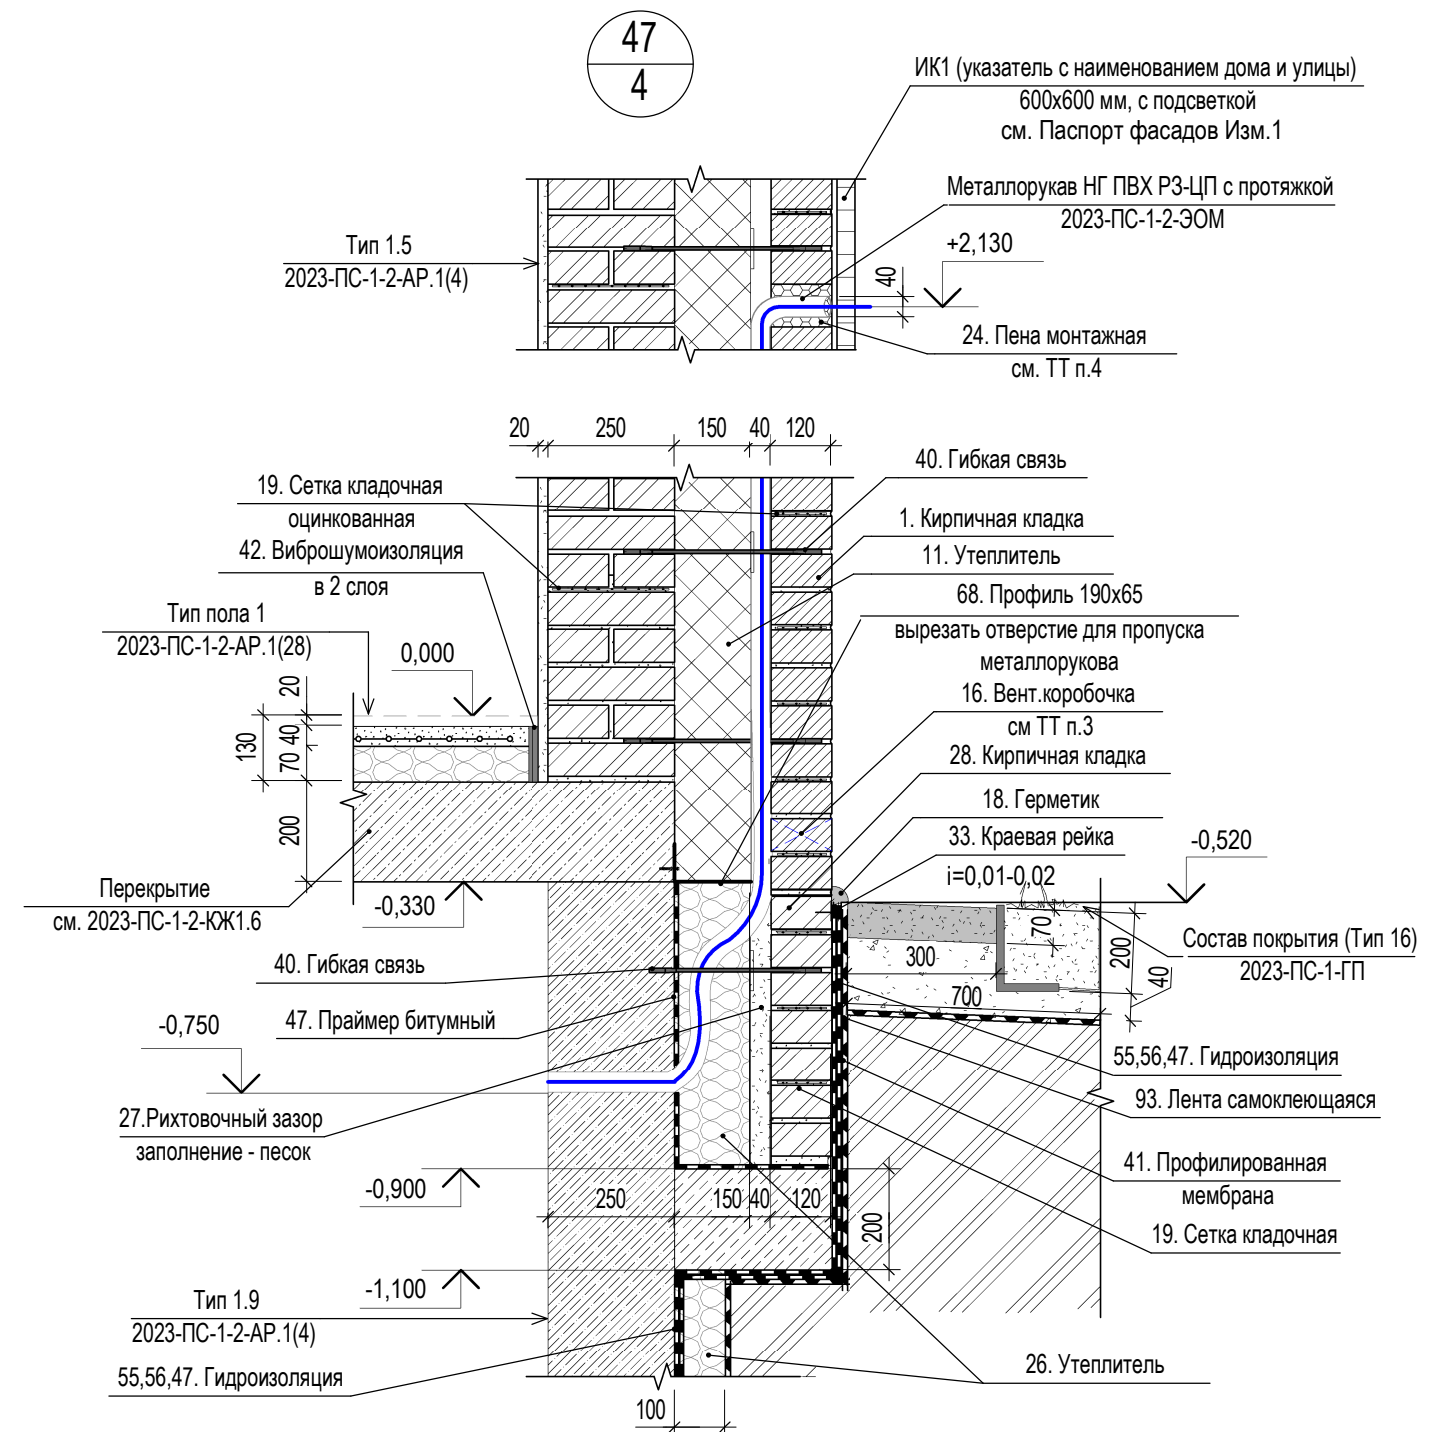 47
4
ИК1 (указатель с наименованием дома и улицы)
600х600 мм, с подсветкой
см. Паспорт фасадов Изм.1
Металлорукав НГ ПВХ РЗ-ЦП с протяжкой
2023-ПС-1-2-ЭОМ
Тип 1.5
2023-ПС-1-2-АР.1(4)
+2,130
40
24. Пена монтажная
см. ТТ п.4
20
250
150
40
120
19. Сетка кладочная
оцинкованная
42. Виброшумоизоляция
в 2 слоя
Тип пола 1
2023-ПС-1-2-АР.1(28)
0,000
20
130
40
70
200
40. Гибкая связь
1. Кирпичная кладка
11. Утеплитель
68. Профиль 190х65
вырезать отверстие для пропуска
металлорукова
16. Вент.коробочка
см ТТ п.3
28. Кирпичная кладка
18. Герметик
33. Краевая рейка
-0,520
i=0,01-0,02
Перекрытие
см. 2023-ПС-1-2-КЖ1.6
-0,330
70
200
40
300
700
Состав покрытия (Тип 16)
2023-ПС-1-ГП
40. Гибкая связь
47. Праймер битумный
-0,750
27.Рихтовочный зазор
заполнение - песок
55,56,47. Гидроизоляция
93. Лента самоклеющаяся
41. Профилированная
мембрана
19. Сетка кладочная
-0,900
250
150
40
120
200
-1,100
Тип 1.9
2023-ПС-1-2-АР.1(4)
55,56,47. Гидроизоляция
26. Утеплитель
100